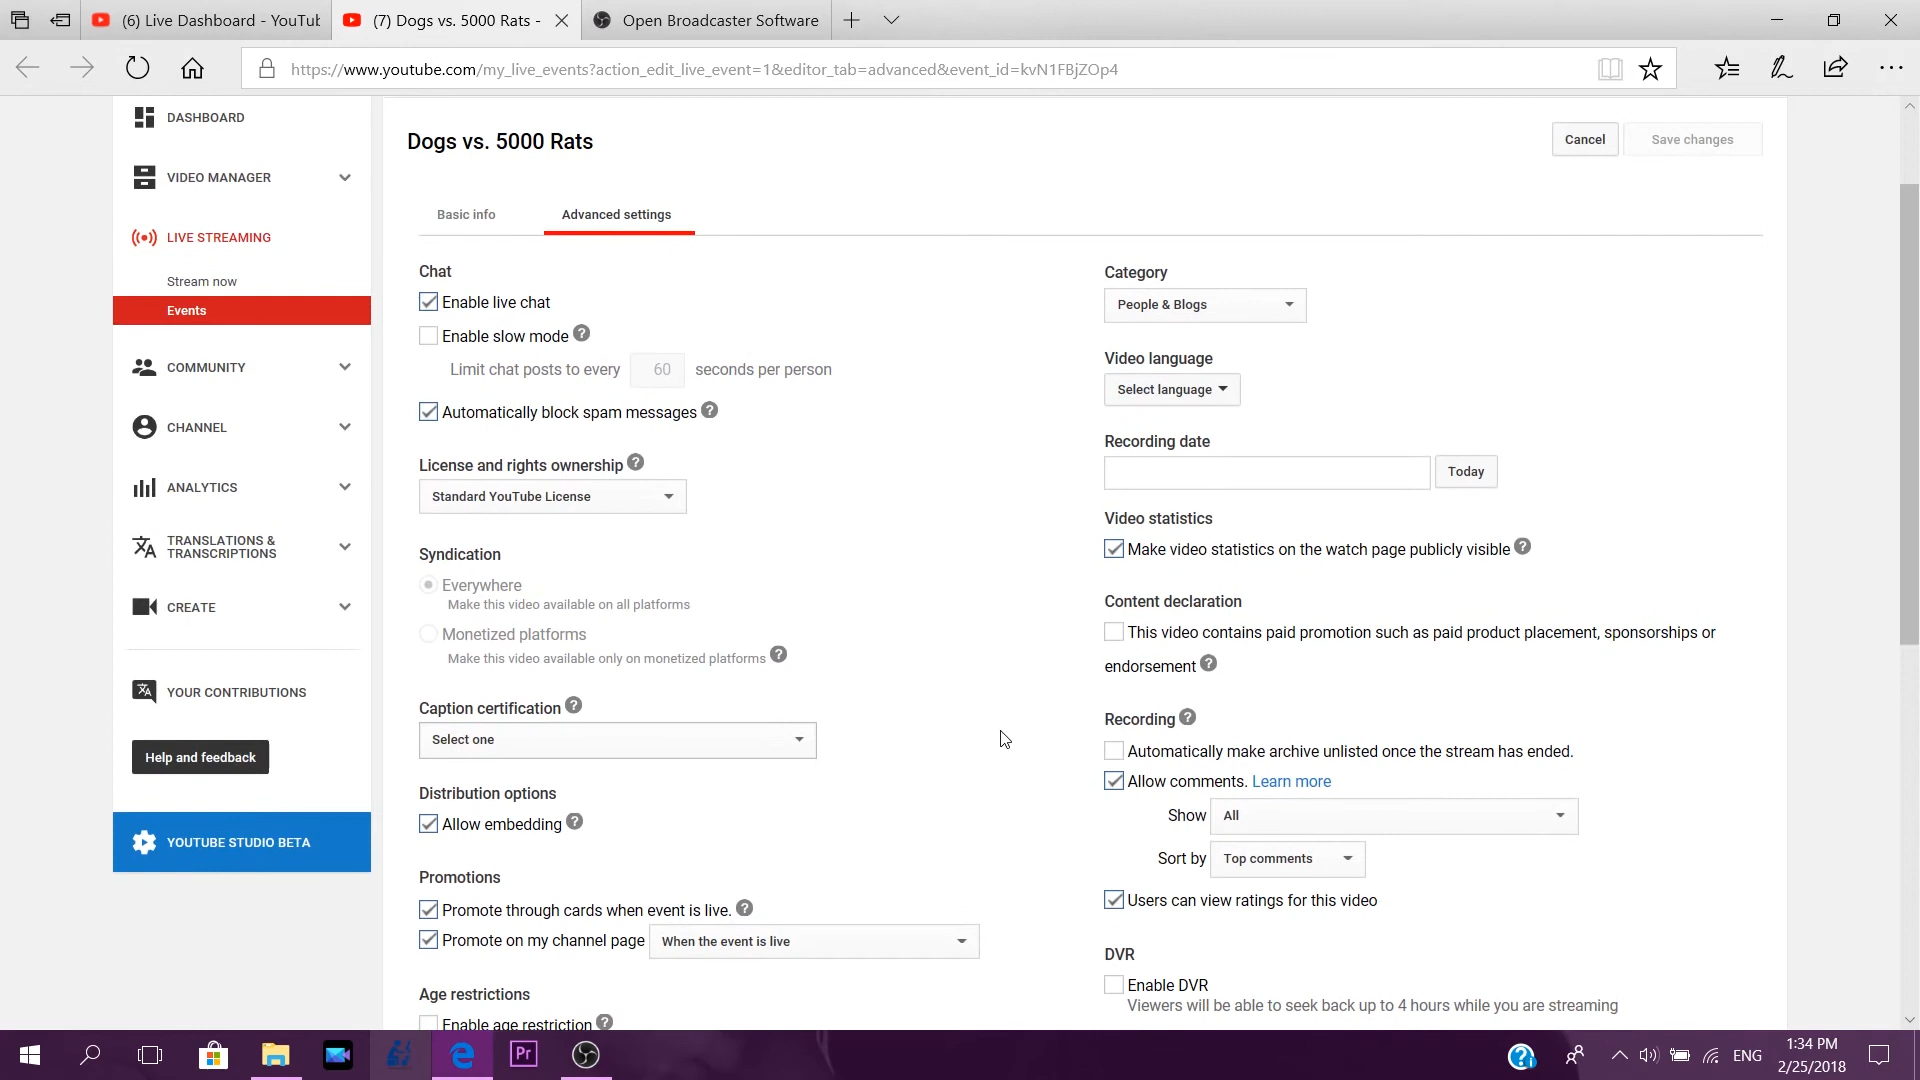 (6) Live Dashboard - YouTub
(7) Dogs vs. 5000 Rats -
Open Broadcaster Software
https://www.youtube.com/my_live_events?action_edit_live_event=1&editor_tab=advanced&event_id=kvN1FBjZOp4
DASHBOARD
VIDEO MANAGER
LIVE STREAMING
Stream now
Events
COMMUNITY
CHANNEL
ANALYTICS
TRANSLATIONS &
TRANSCRIPTIONS
CREATE
YOUR CONTRIBUTIONS
Help and feedback
YOUTUBE STUDIO BETA
Dogs vs. 5000 Rats
Cancel
Save changes
Basic info
Advanced settings
Chat
Enable live chat
Enable slow mode ?
Limit chat posts to every 60 seconds per person
Automatically block spam messages ?
License and rights ownership ?
Standard YouTube License
Syndication
Everywhere
Make this video available on all platforms
Monetized platforms
Make this video available only on monetized platforms ?
Caption certification ?
Select one
Distribution options
Allow embedding ?
Promotions
Promote through cards when event is live. ?
Promote on my channel page When the event is live
Age restrictions
Enable age restriction ?
Category
People & Blogs
Video language
Select language
Recording date
Today
Video statistics
Make video statistics on the watch page publicly visible ?
Content declaration
This video contains paid promotion such as paid product placement, sponsorships or
endorsement ?
Recording ?
Automatically make archive unlisted once the stream has ended.
Allow comments. Learn more
Show All
Sort by Top comments
Users can view ratings for this video
DVR
Enable DVR
Viewers will be able to seek back up to 4 hours while you are streaming
Pr
ENG
1:34 PM
2/25/2018